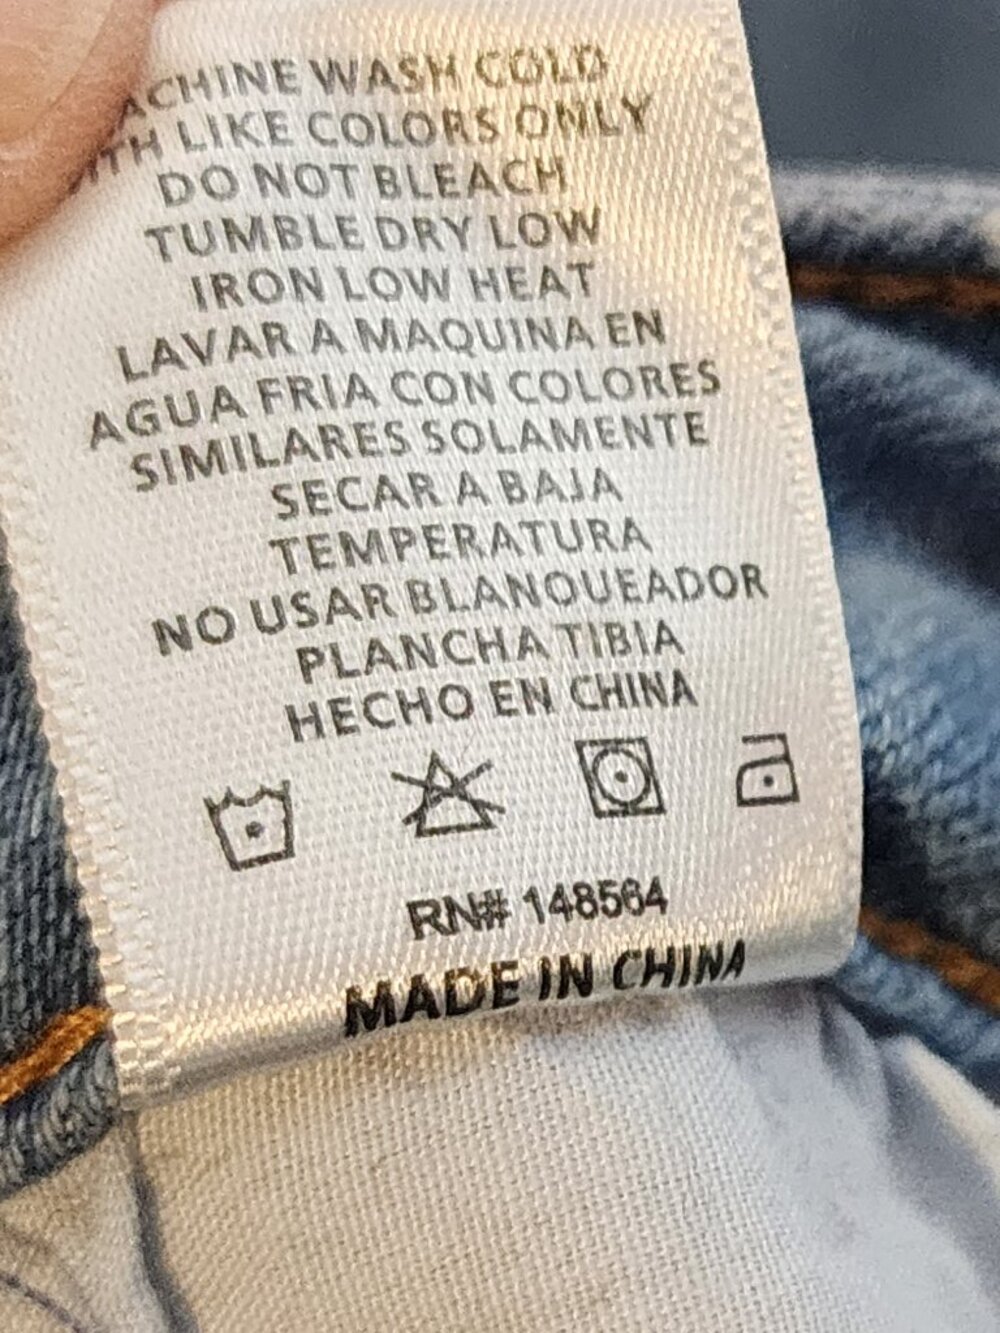 ACHINE WASH COLD
TH LIKE COLORS ONLY
DO NOT BLEACH
TUMBLE DRY LOW
IRON LOW HEAT
LAVAR A MAQUINA EN
AGUA FRIA CON COLORES
SIMILARES SOLAMENTE
SECAR A BAJA
TEMPERATURA
NO USAR BLANQUEADOR
PLANCHA TIBIA
HECHO EN CHINA
RN# 148564
MADE IN CHINA